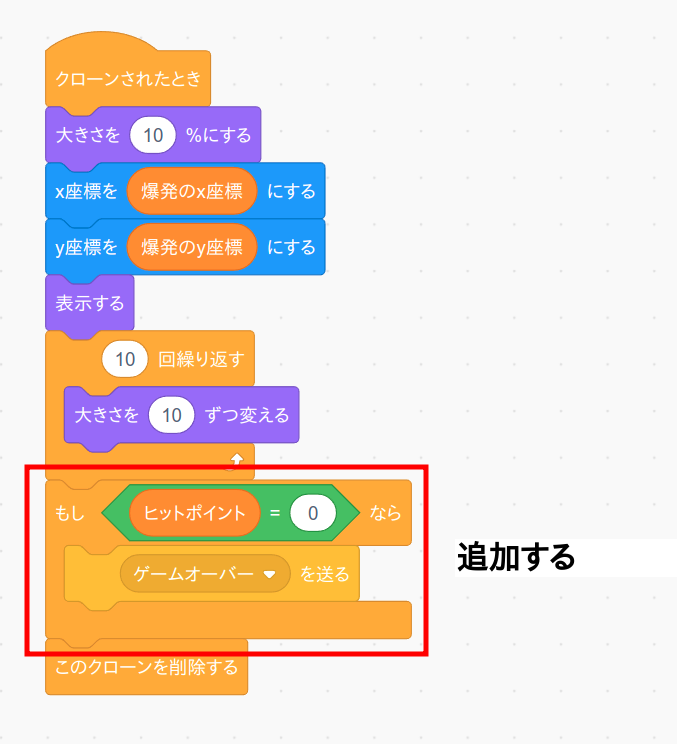 クローンされたとき
大きさを 10 %にする
x座標を 爆発のx座標 にする
y座標を 爆発のy座標 にする
表示する
10 回繰り返す
大きさを 10 ずつ変える
もし ヒットポイント = 0 なら
追加する
ゲームオーバー を送る
このクローンを削除する